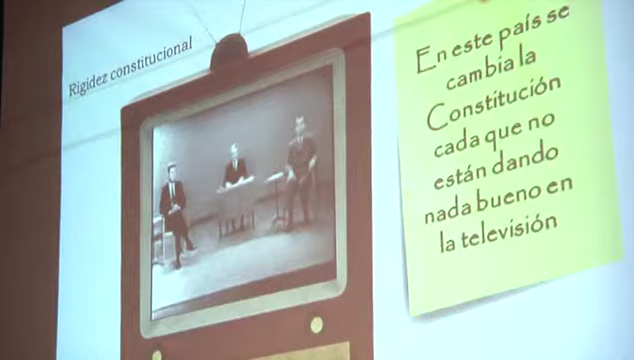 Rigidez constitucional
En este país se
cambia la
Constitución
cada que no
están dando
nada bueno en
la televisión